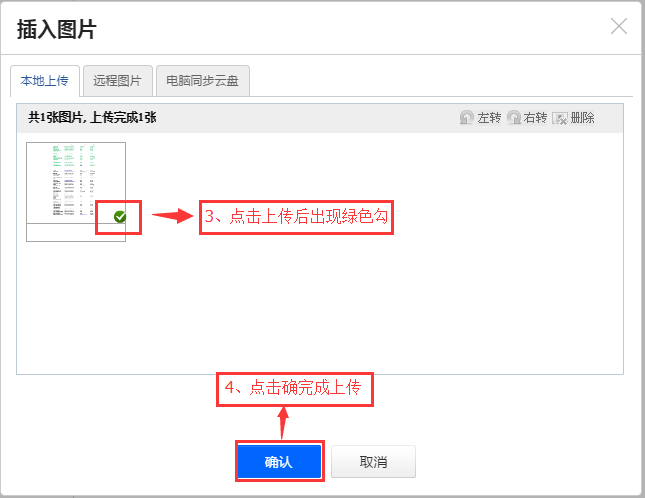 插入图片
本地上传 远程图片 电脑同步云盘
共1张图片, 上传完成1张 左转 右转 删除
3、点击上传后出现绿色勾
4、点击确完成上传
确认 取消